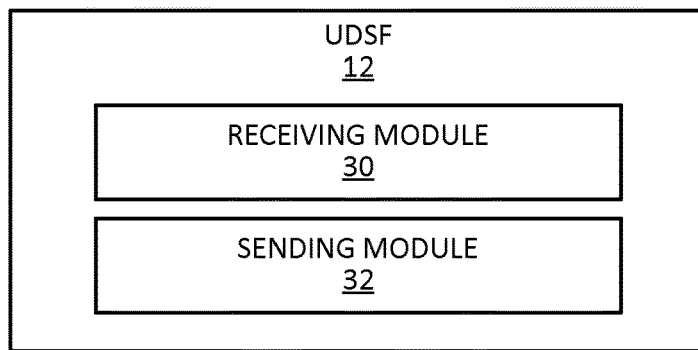 UDSF
12
RECEIVING MODULE
30
SENDING MODULE
32